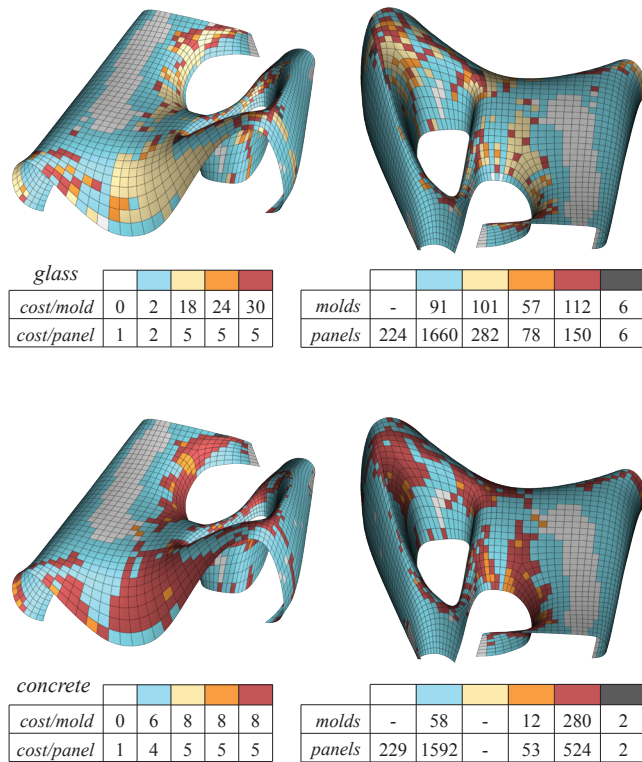 glass
cost/mold 0 2 18 24 30
cost/panel 1 2 5 5 5
molds - 91 101 57 112 6
panels 224 1660 282 78 150 6
concrete
cost/mold 0 6 8 8 8
cost/panel 1 4 5 5 5
molds - 58 - 12 280 2
panels 229 1592 - 53 524 2